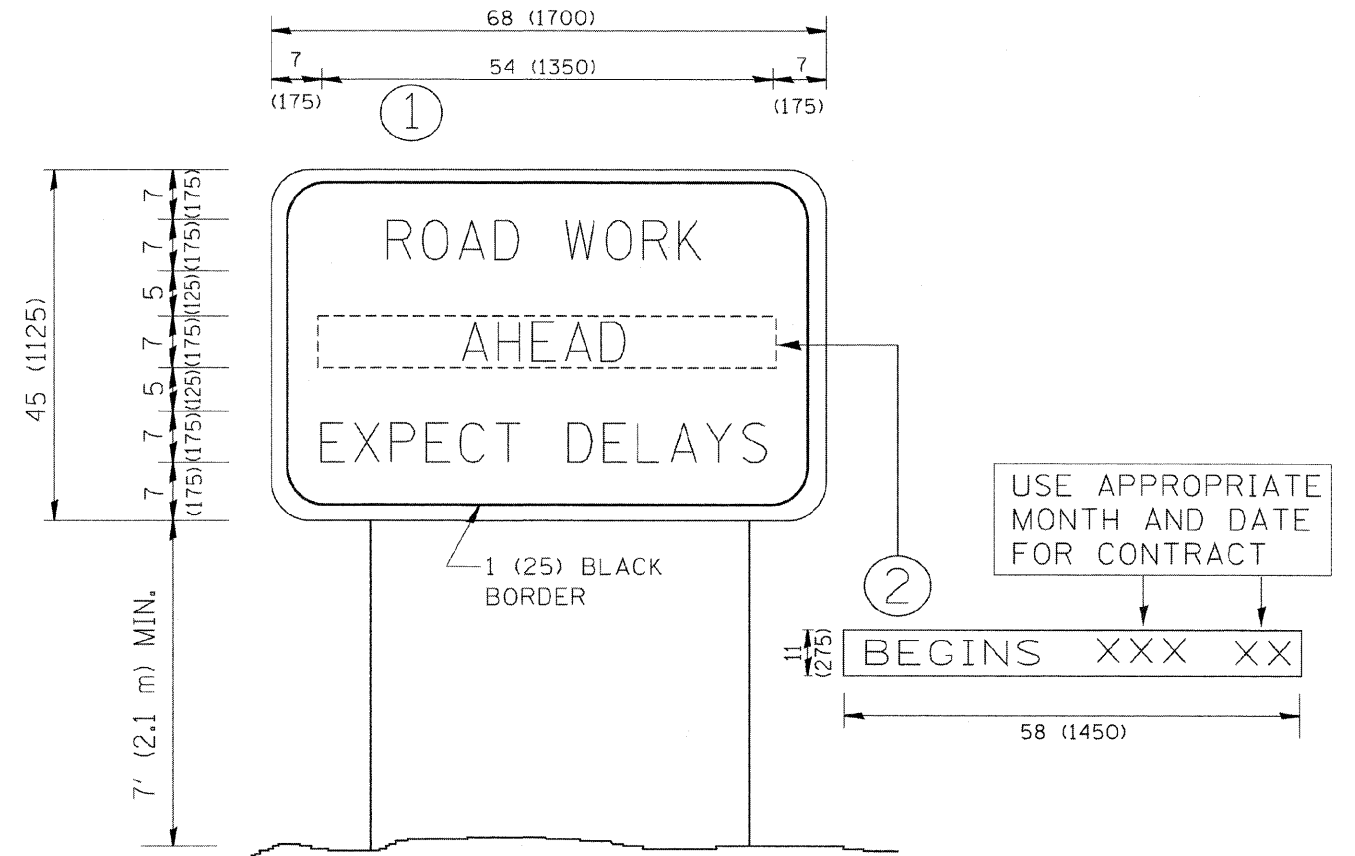 68 (1700)
7
54 (1350)
7
(175)
(175)
1
45 (1125)
7
(175)
7
(175)
5
(125)
7
(175)
5
(125)
7
(175)
7
(175)
ROAD WORK
AHEAD
EXPECT DELAYS
1 (25) BLACK
BORDER
7' (2.1 m) MIN.
2
USE APPROPRIATE
MONTH AND DATE
FOR CONTRACT
11
(275)
BEGINS XXX XX
58 (1450)